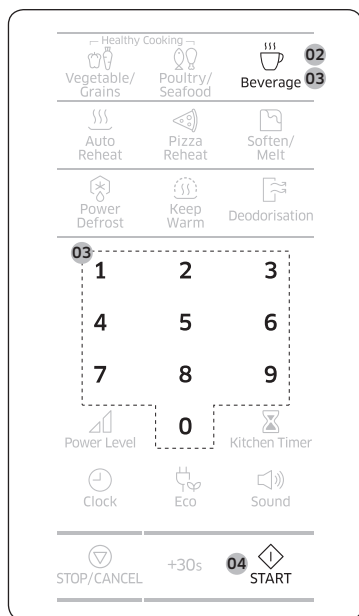 Healthy Cooking
02
Vegetable/ Poultry/ Beverage 03
Grains Seafood
Auto Pizza Soften/
Reheat Reheat Melt
Power Keep Deodorisation
Defrost Warm
03
1 2 3
4 5 6
7 8 9
0
Power Level Kitchen Timer
Clock Eco Sound
STOP/CANCEL +30s 04 START